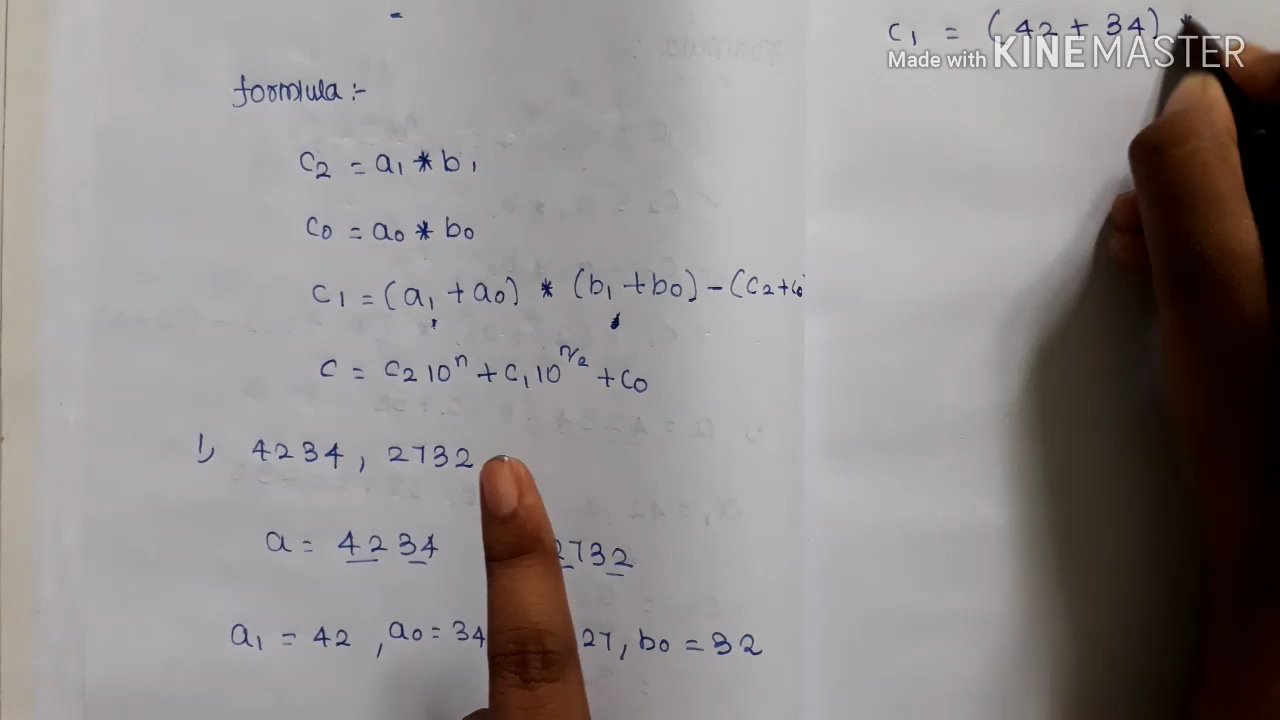 formula :-
c2 = a1 * b1
c0 = a0 * b0
c1 = (a1 + a0) * (b1 + b0) - (c2+c0
c = c2 10^n + c1 10^n/2 + c0
1) 4234, 2732
a = 4234 2732
a1 = 42, a0 = 34 27, b0 = 32
c1 = (42 + 34) *
Made with KINEMASTER